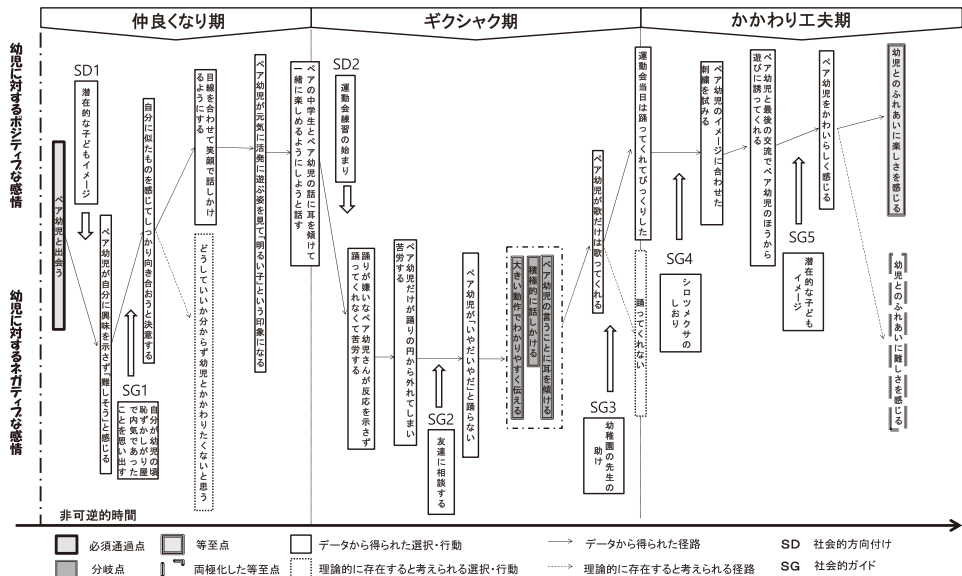 仲良くなり期
ギクシャク期
かかわり工夫期
幼児に対するポジティブな感情
幼児に対するネガティブな感情
ペア幼児と出会う
SD1
潜在的な子どもイメージ
ペア幼児が自分に興味を示さず「難しそう」と感じる
自分に似たものを感じてしっかり向き合おうと決意する
SG1
自分が幼児の頃
恥ずかしがり屋
で内気であった
ことを思い出す
目線を合わせて笑顔で話しかけ
るようにする
どうしていいか分からず幼児とかかわりたくないと思う
ペア幼児が元気に活発に遊ぶ姿を見て「明るい子」という印象になる
ペアの中学生とペア幼児の話に耳を傾けて
一緒に楽しめるようにしようと話す
SD2
運動会練習の始まり
踊りが嫌いなペア幼児さんが反応を示さず
踊ってくれなくて苦労する
ペア幼児だけが踊りの円から外れてしまい
苦労する
SG2
友達に相談する
ペア幼児が「いやだいやだ」と踊らない
ペア幼児の言うことに耳を傾ける
積極的に話しかける
大きい動作でわかりやすく伝える
ペア幼児が歌だけは歌ってくれる
SG3
幼稚園の先生の
助け
運動会当日は踊ってくれてびっくりした
踊ってくれない
SG4
シロツメクサの
しおり
ペア幼児のイメージに合わせた
刺繍を試みる
ペア幼児と最後の交流でペア幼児のほうから
遊びに誘ってくれる
SG5
潜在的な子ども
イメージ
ペア幼児をかわいらしく感じる
幼児とのふれあいに楽しさを感じる
幼児とのふれあいに難しさを感じる
非可逆的時間
必須通過点
等至点
データから得られた選択・行動
データから得られた径路
SD 社会的方向付け
分岐点
両極化した等至点
理論的に存在すると考えられる選択・行動
理論的に存在すると考えられる径路
SG 社会的ガイド